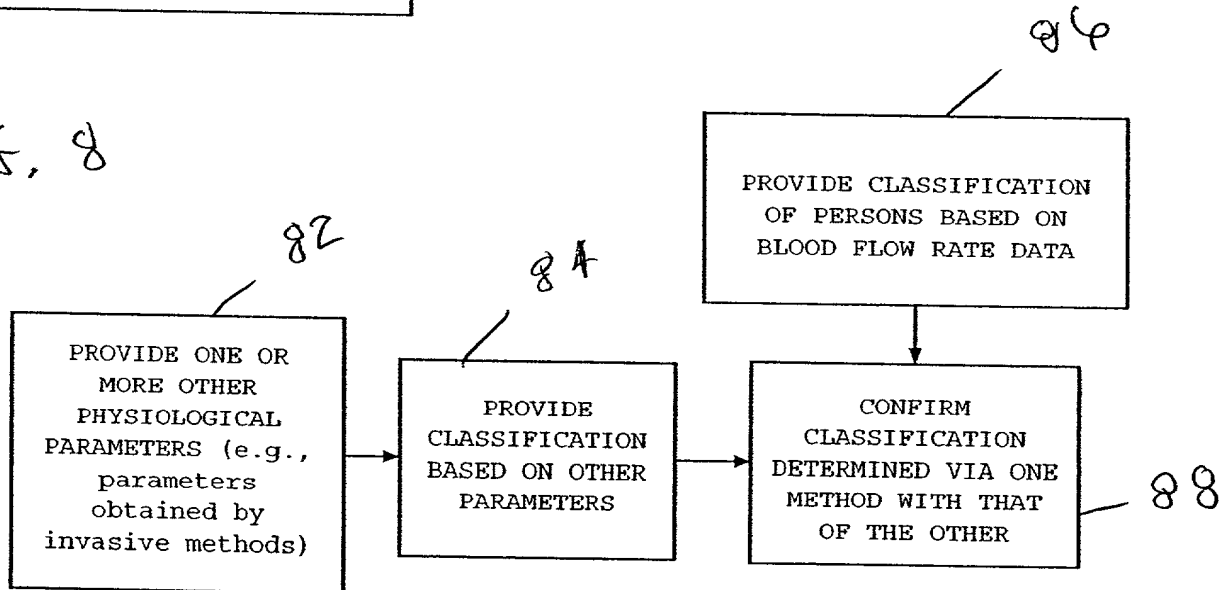 86
8
82
84
PROVIDE CLASSIFICATION
OF PERSONS BASED ON
BLOOD FLOW RATE DATA
PROVIDE ONE OR
MORE OTHER
PHYSIOLOGICAL
PARAMETERS (e.g.,
parameters
obtained by
invasive methods)
PROVIDE
CLASSIFICATION
BASED ON OTHER
PARAMETERS
CONFIRM
CLASSIFICATION
DETERMINED VIA ONE
METHOD WITH THAT
OF THE OTHER
88